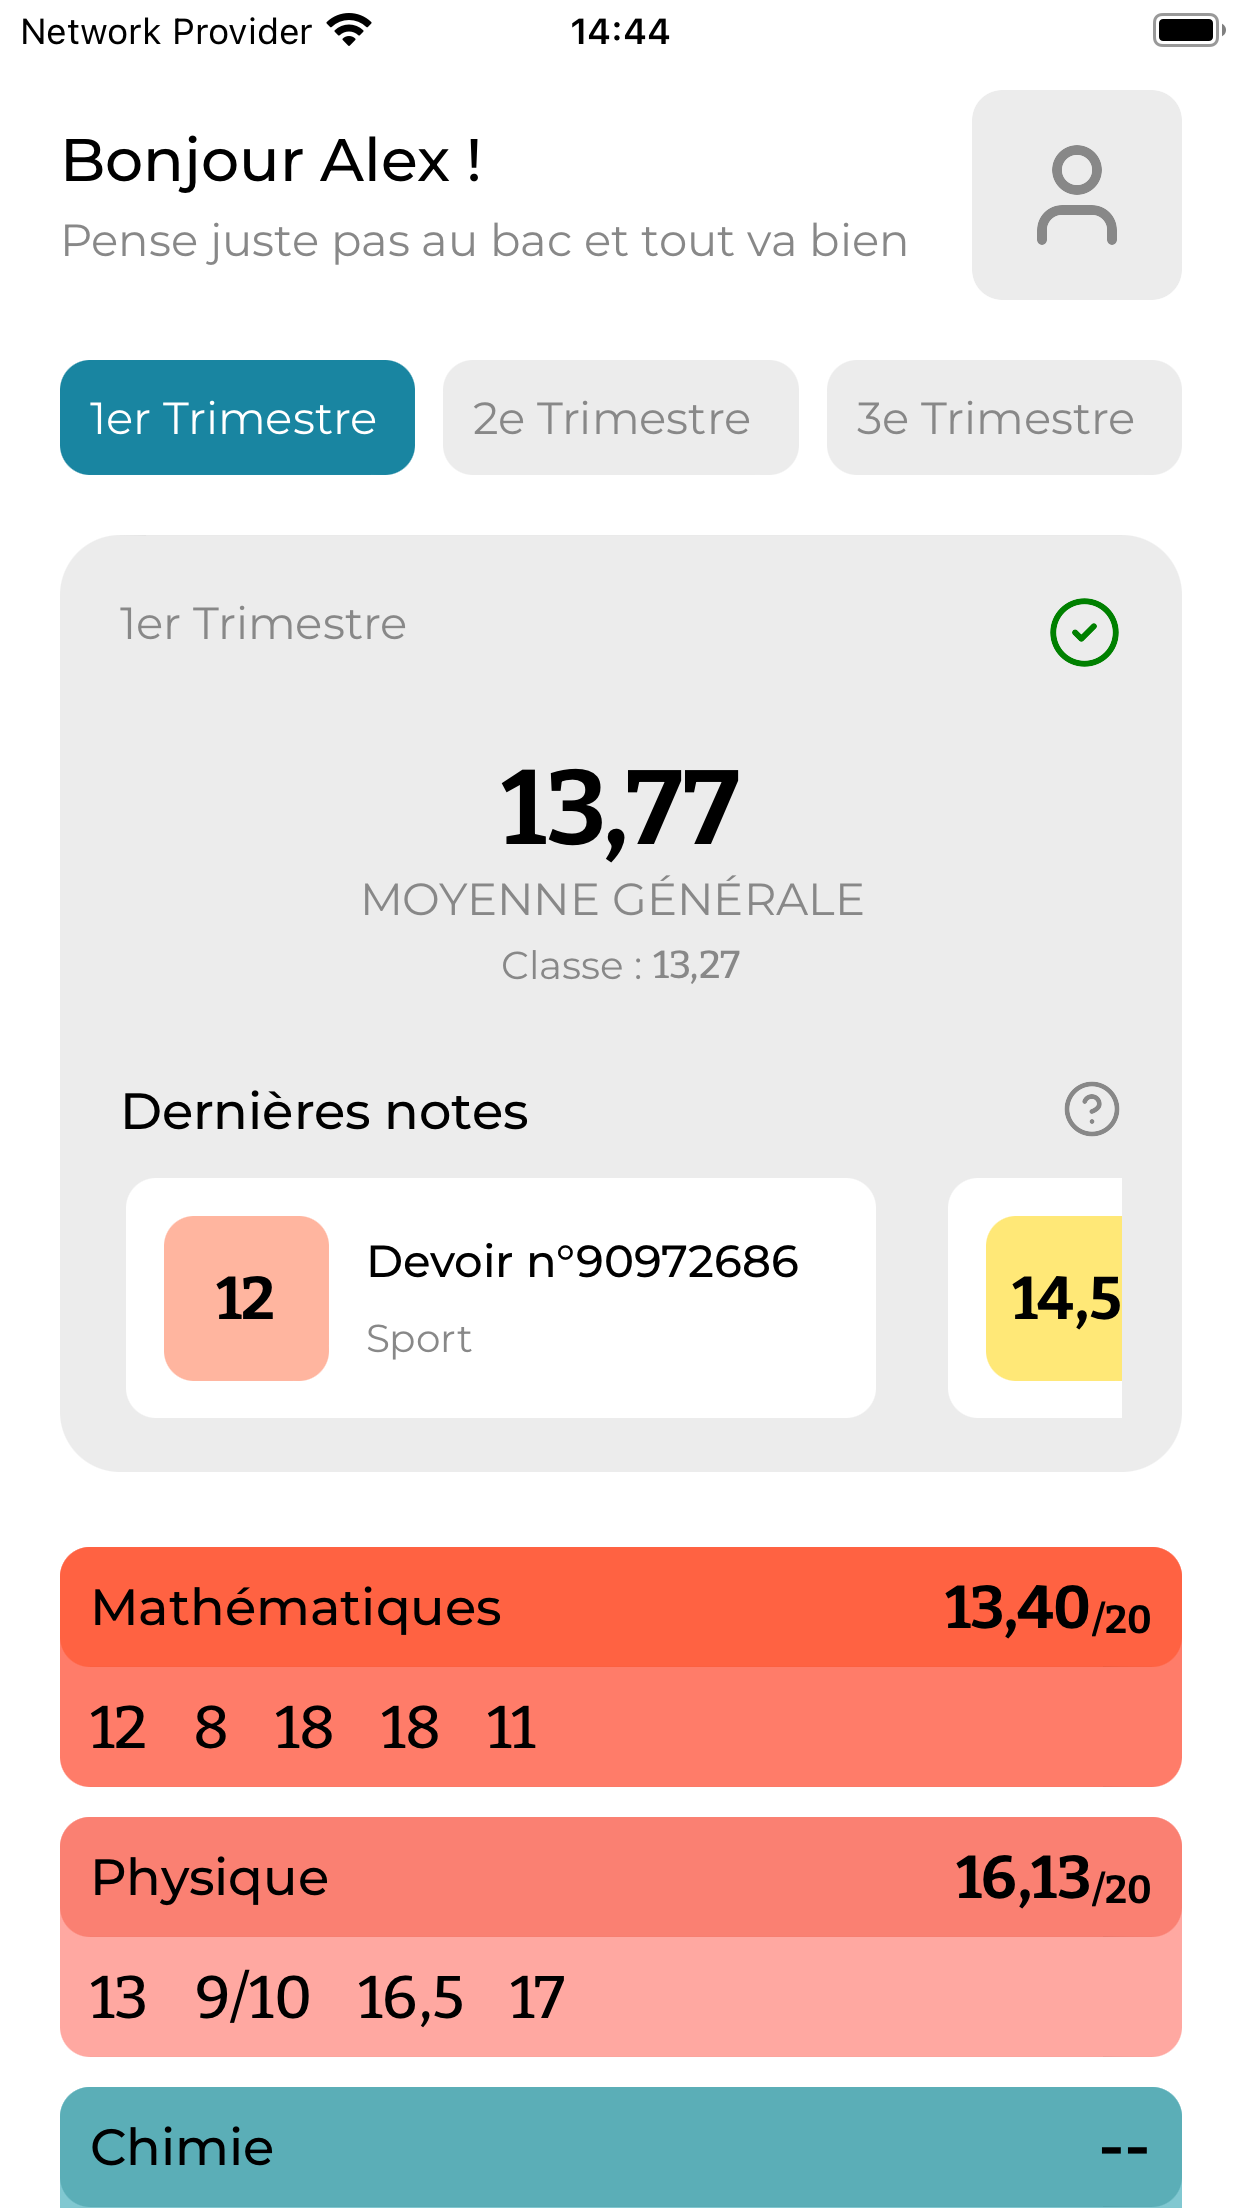 Network Provider 14:44
Bonjour Alex !
Pense juste pas au bac et tout va bien
1er Trimestre 2e Trimestre 3e Trimestre
1er Trimestre
13,77
MOYENNE GÉNÉRALE
Classe : 13,27
Dernières notes ?
12 Devoir n°90972686 14,5
Sport
Mathématiques 13,40/20
12 8 18 18 11
Physique 16,13/20
13 9/10 16,5 17
Chimie --